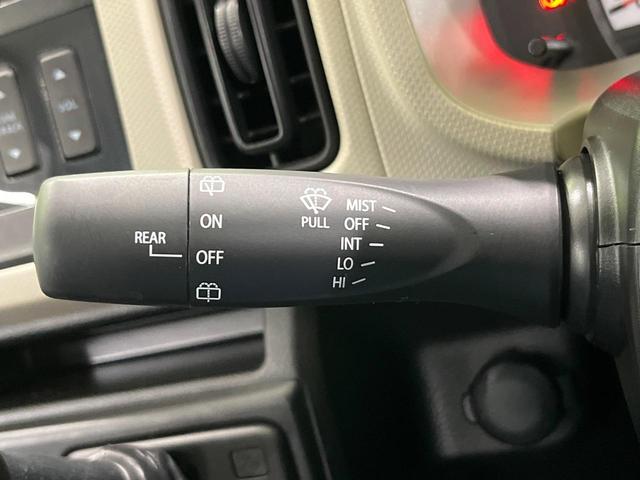 VOL
REAR
ON
OFF
PULL
MIST
OFF
INT
LO
HI